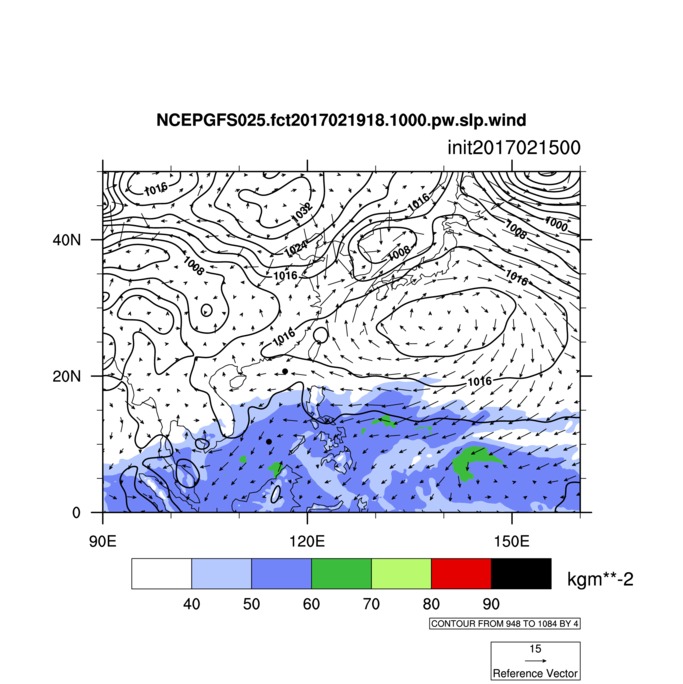 NCEPGFS025.fct2017021918.1000.pw.slp.wind
init2017021500
1016
1032
1016
1008
1000
1024
1008
40N
1008
1016
1016
1016
20N
1016
0
90E 120E 150E
kgm**-2
40 50 60 70 80 90
CONTOUR FROM 948 TO 1084 BY 4
15
Reference Vector